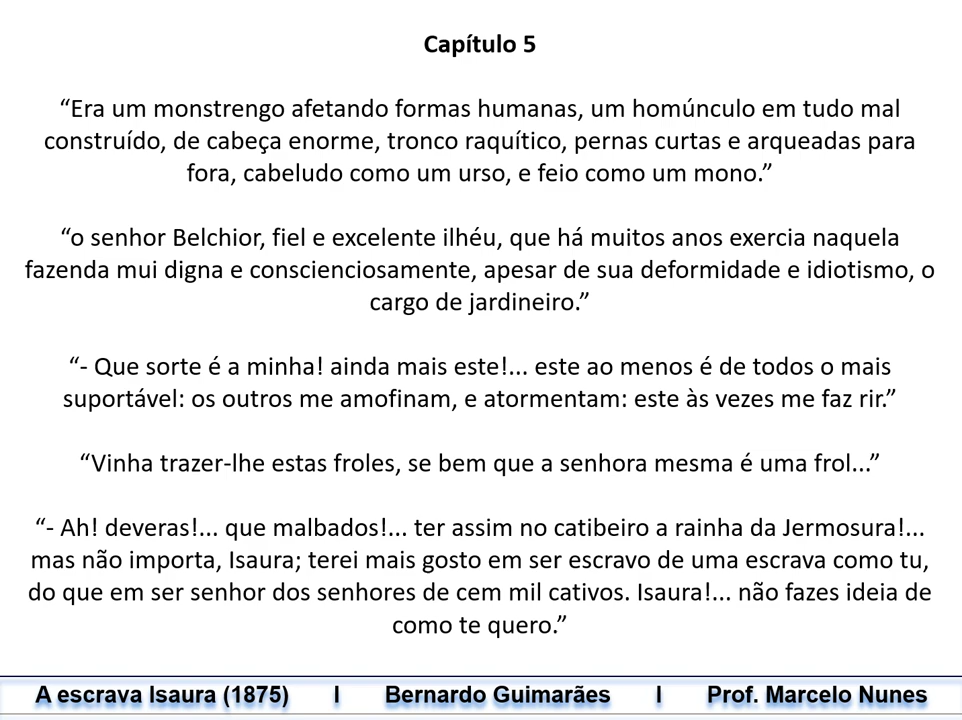 Capítulo 5
“Era um monstrengo afetando formas humanas, um homúnculo em tudo mal
construído, de cabeça enorme, tronco raquítico, pernas curtas e arqueadas para
fora, cabeludo como um urso, e feio como um mono.”
“o senhor Belchior, fiel e excelente ilhéu, que há muitos anos exercia naquela
fazenda mui digna e conscienciosamente, apesar de sua deformidade e idiotismo, o
cargo de jardineiro.”
“- Que sorte é a minha! ainda mais este!... este ao menos é de todos o mais
suportável: os outros me amofinam, e atormentam: este às vezes me faz rir.”
“Vinha trazer-lhe estas froles, se bem que a senhora mesma é uma frol...”
“- Ah! deveras!... que malbados!... ter assim no catibeiro a rainha da Jermosura!...
mas não importa, Isaura; terei mais gosto em ser escravo de uma escrava como tu,
do que em ser senhor dos senhores de cem mil cativos. Isaura!... não fazes ideia de
como te quero.”
A escrava Isaura (1875) I Bernardo Guimarães I Prof. Marcelo Nunes